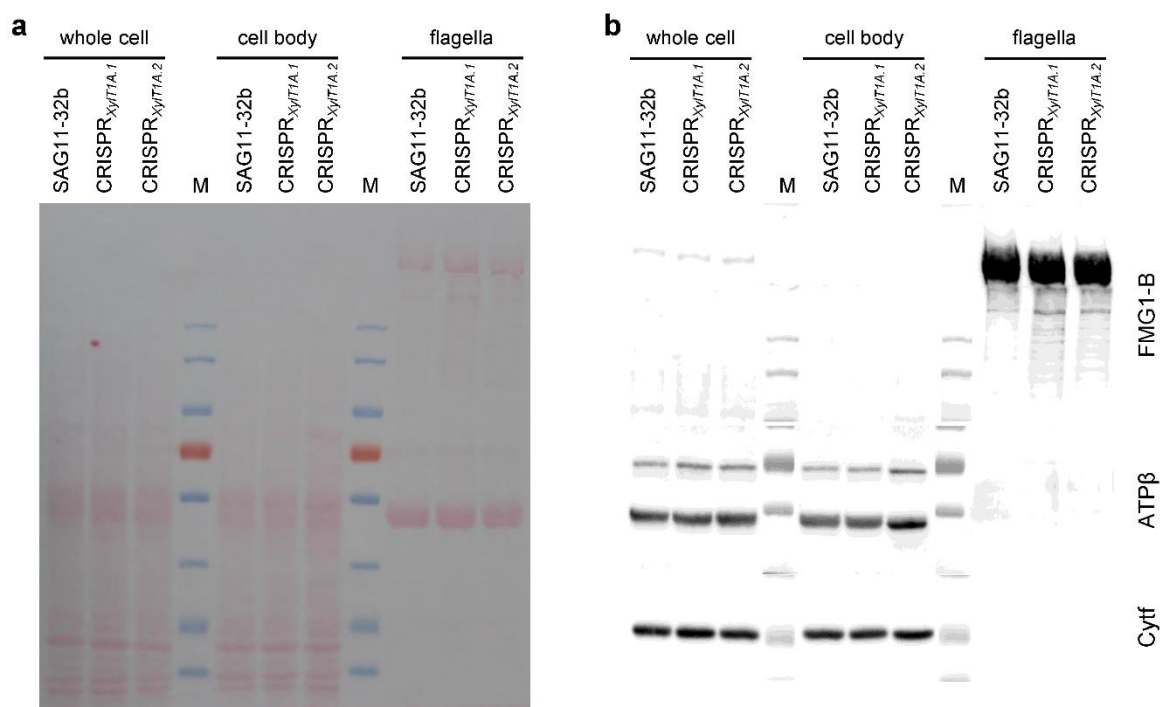 a
whole cell
cell body
flagella
SAG11-32b
CRISPRXylT1A.1
CRISPRXylT1A.2
M
SAG11-32b
CRISPRXylT1A.1
CRISPRXylT1A.2
M
SAG11-32b
CRISPRXylT1A.1
CRISPRXylT1A.2
b
whole cell
cell body
flagella
SAG11-32b
CRISPRXylT1A.1
CRISPRXylT1A.2
M
SAG11-32b
CRISPRXylT1A.1
CRISPRXylT1A.2
M
SAG11-32b
CRISPRXylT1A.1
CRISPRXylT1A.2
FMG1-B
ATPβ
Cytf